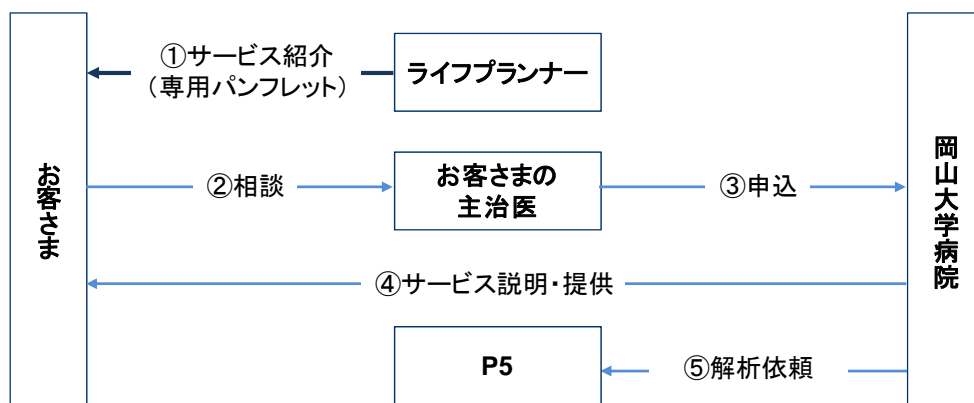 ①サービス紹介
（専用パンフレット）
ライフプランナー
お客さま
②相談
お客さまの
主治医
③申込
岡山大学病院
④サービス説明・提供
P5
⑤解析依頼